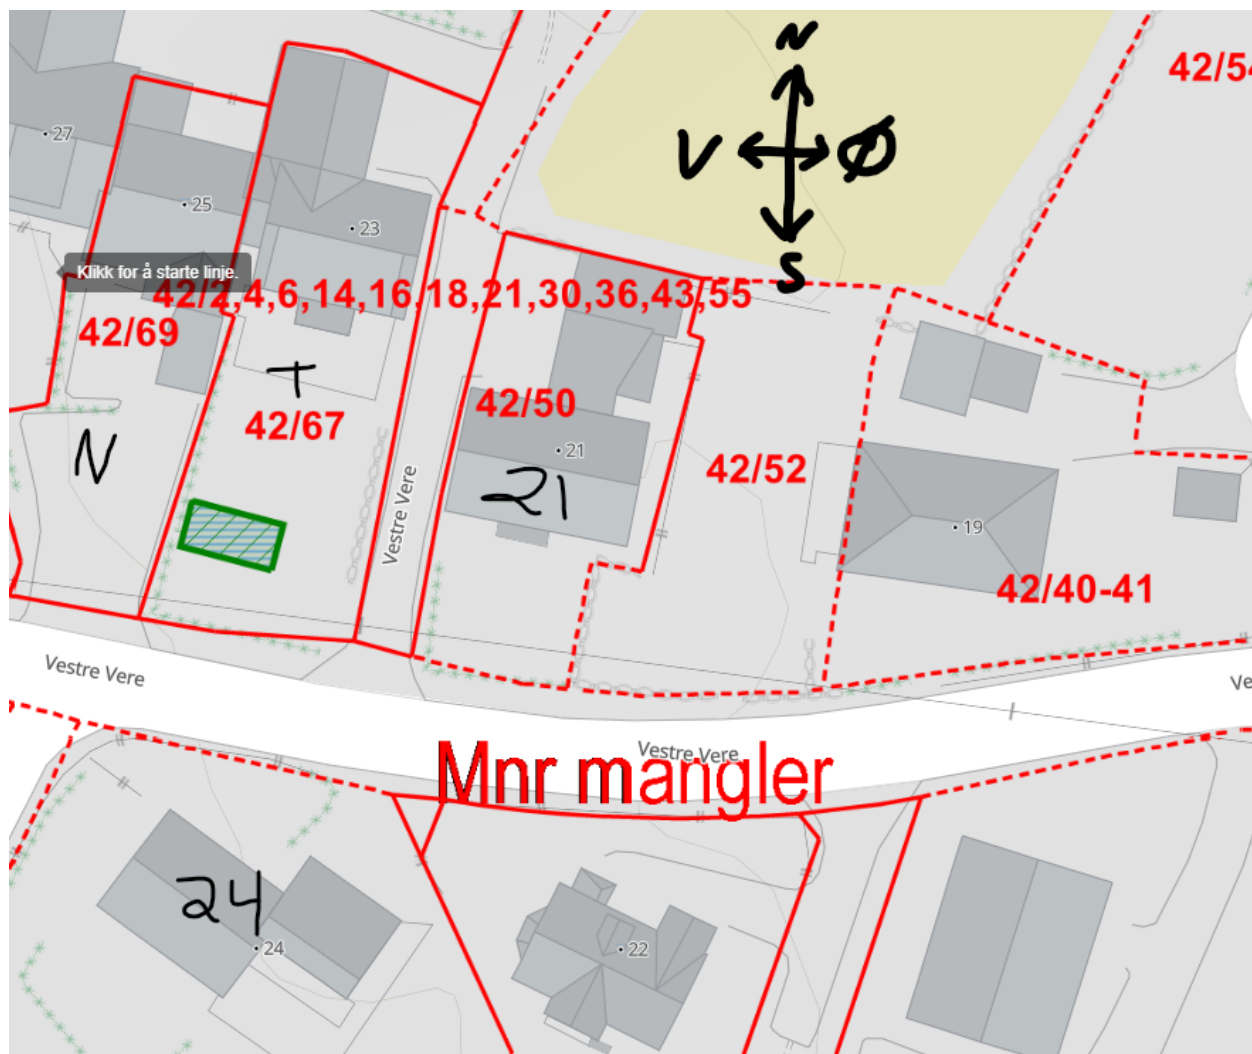 N
42/54
V Ø
27
25
23
S
Klikk for å starte linje.
42/2,4,6,14,16,18,21,30,36,43,55
42/69
T
42/67
42/50
N
21
42/52
21
Vestre Vere
19
42/40-41
Vestre Vere
Ve
Vestre Vere
Mnr mangler
24
24
22